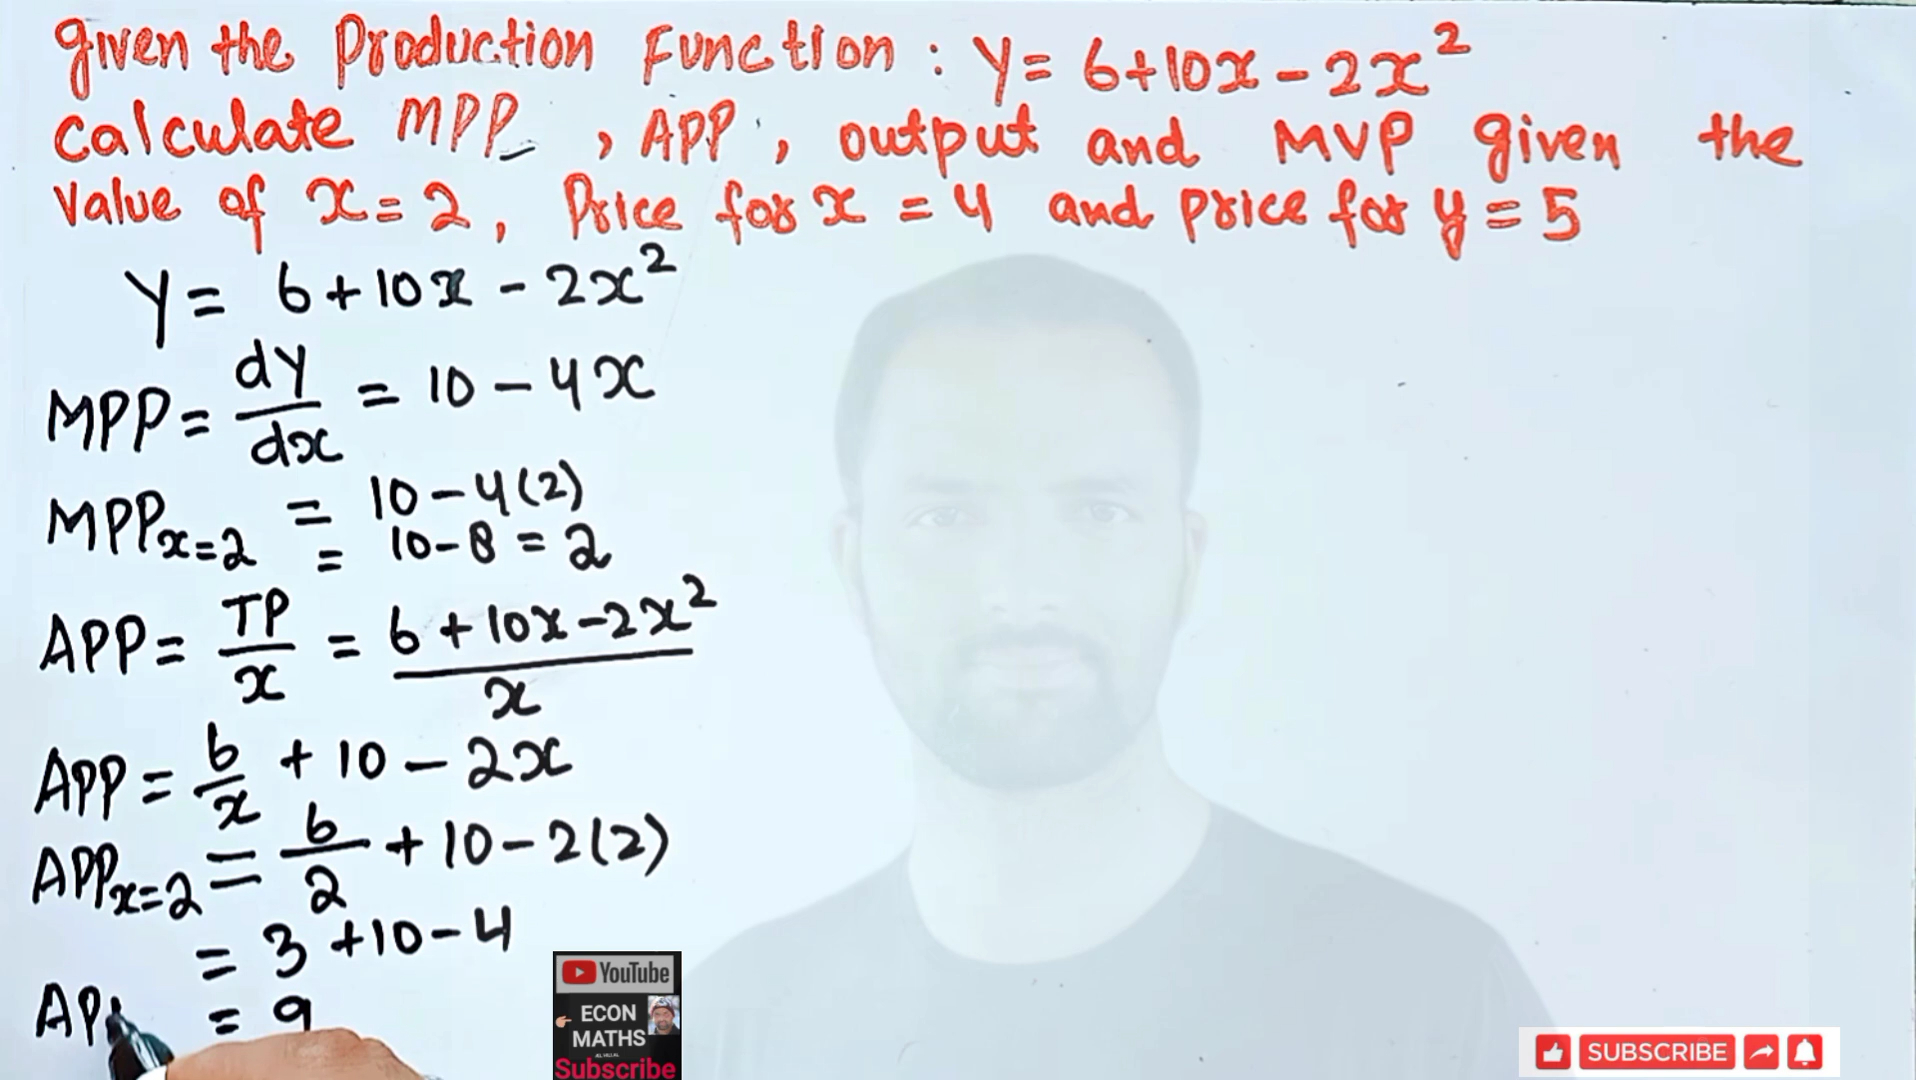 given the Production Function : y = 6+10x-2x²
Calculate MPP, APP, output and MVP given the
Value of x=2, Price for x = 4 and price for y = 5
Y = 6+10x - 2x²
MPP = dy/dx = 10 - 4x
MPPx=2 = 10-4(2)
= 10-8 = 2
APP = TP/x = 6+10x-2x²/x
APP = 6/x + 10 - 2x
APPx=2 = 6/2 + 10-2(2)
= 3+10-4
AP = 9
YouTube
ECON
MATHS
Subscribe
SUBSCRIBE